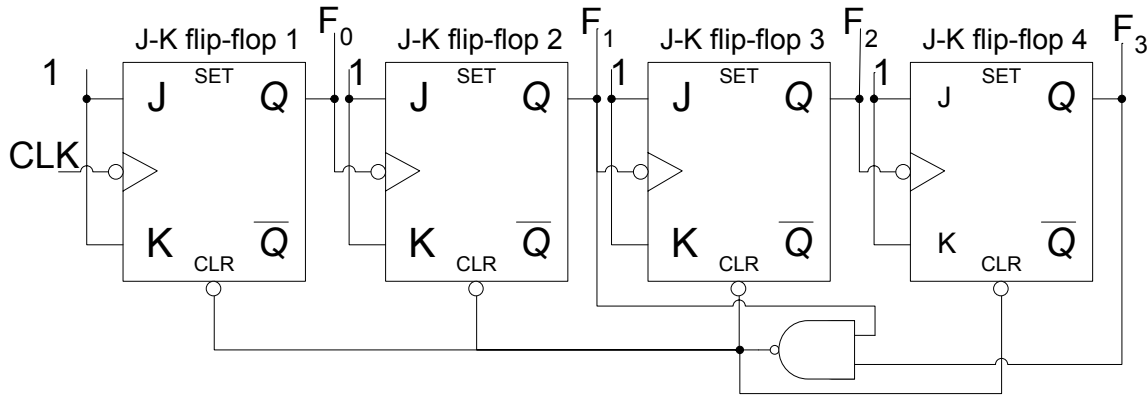 J-K flip-flop 1 F0 J-K flip-flop 2 F1 J-K flip-flop 3 F2 J-K flip-flop 4 F3
1 SET 1 SET 1 SET 1 SET
J Q J Q J Q J Q
CLK
K Q K Q K Q K Q
CLR CLR CLR CLR